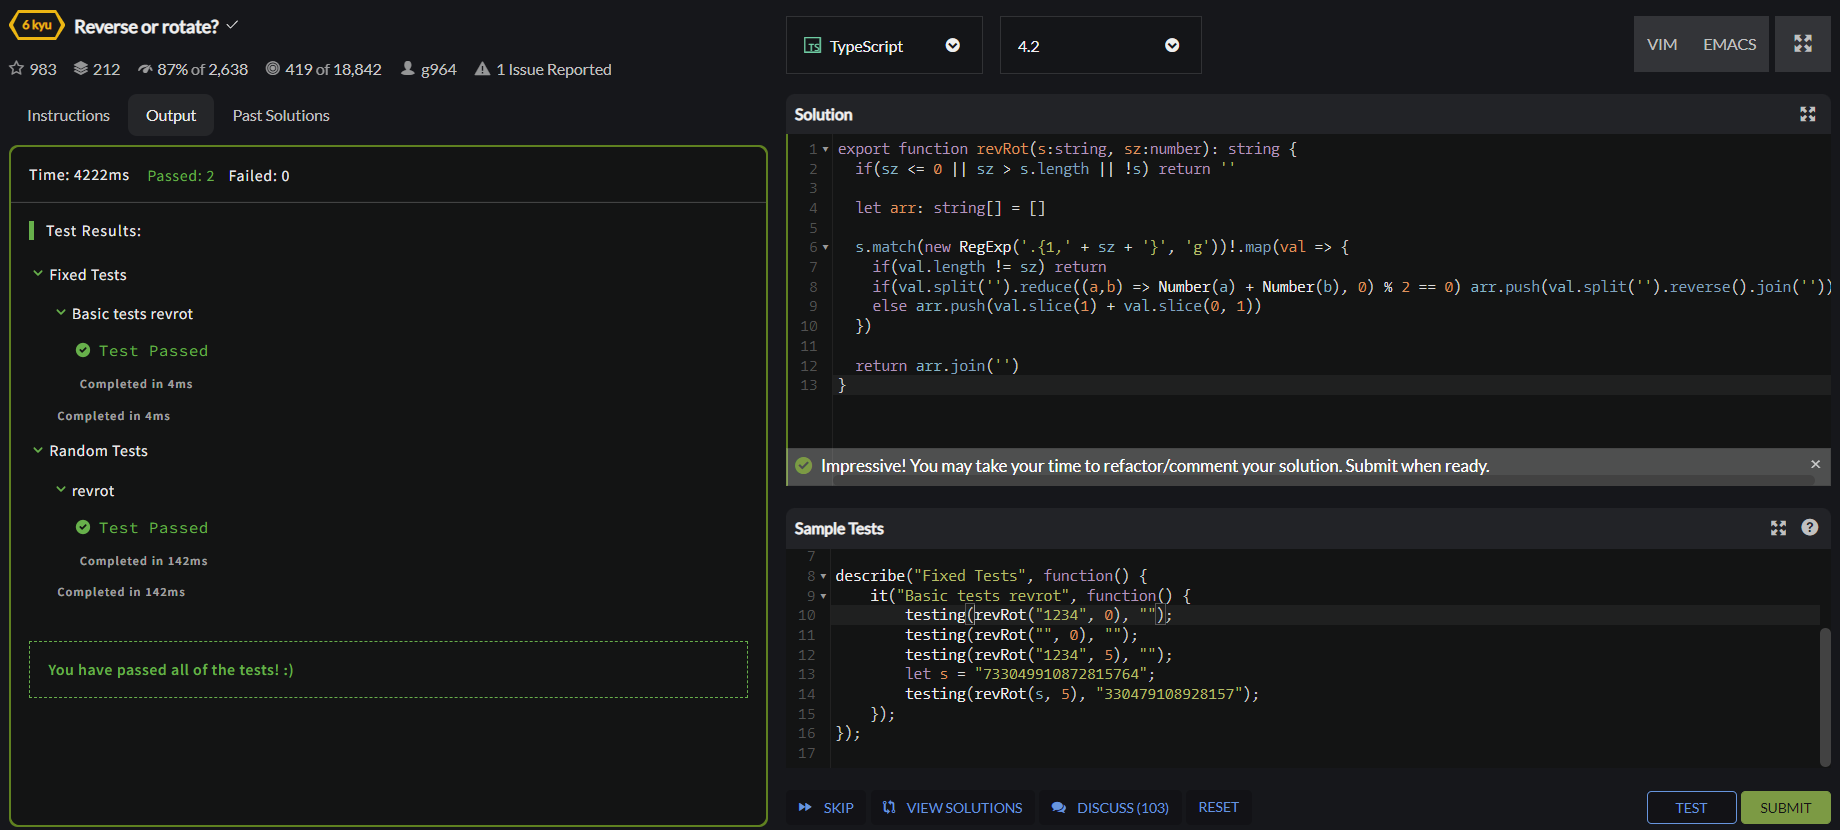 6 kyu
Reverse or rotate?
983
212
87% of 2,638
419 of 18,842
g964
1 Issue Reported
Instructions
Output
Past Solutions
Time: 4222ms
Passed: 2
Failed: 0
Test Results:
Fixed Tests
Basic tests revrot
Test Passed
Completed in 4ms
Completed in 4ms
Random Tests
revrot
Test Passed
Completed in 142ms
Completed in 142ms
You have passed all of the tests! :)
TS TypeScript
4.2
VIM
EMACS
Solution
1 export function revRot(s:string, sz:number): string {
2 if(sz <= 0 || sz > s.length || !s) return ''
3
4 let arr: string[] = []
5
6 s.match(new RegExp('.{1,' + sz + '}', 'g'))!.map(val => {
7 if(val.length != sz) return
8 if(val.split('').reduce((a,b) => Number(a) + Number(b), 0) % 2 == 0) arr.push(val.split('').reverse().join(''))
9 else arr.push(val.slice(1) + val.slice(0, 1))
10 })
11
12 return arr.join('')
13 }
Impressive! You may take your time to refactor/comment your solution. Submit when ready.
Sample Tests
7
8 describe("Fixed Tests", function() {
9 it("Basic tests revrot", function() {
10 testing(revRot("1234", 0), "");
11 testing(revRot("", 0), "");
12 testing(revRot("1234", 5), "");
13 let s = "733049910872815764";
14 testing(revRot(s, 5), "330479108928157");
15 });
16 });
17
SKIP
VIEW SOLUTIONS
DISCUSS (103)
RESET
TEST
SUBMIT